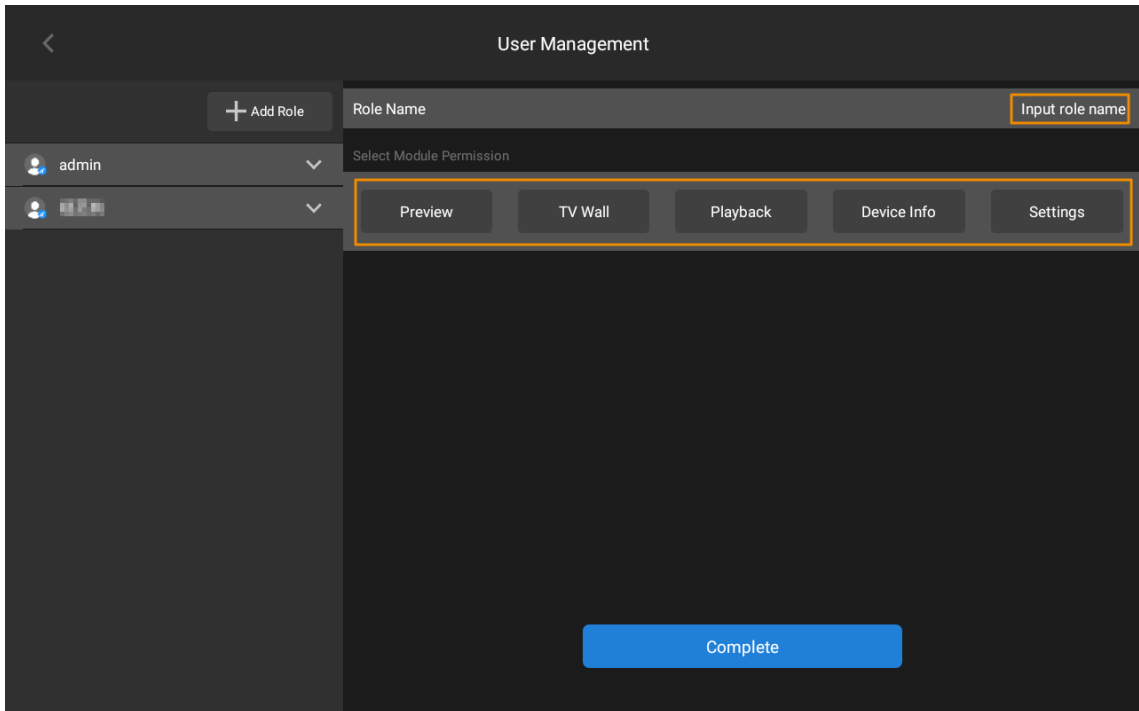 User Management
Add Role
admin
Role Name
Input role name
Select Module Permission
Preview
TV Wall
Playback
Device Info
Settings
Complete